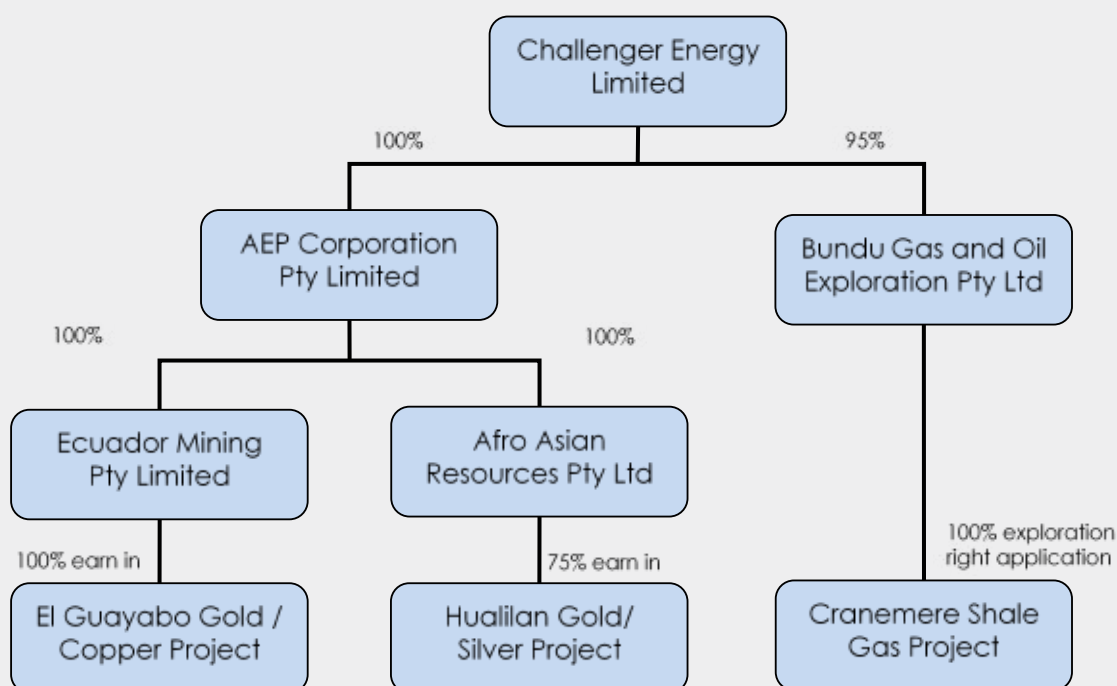 Challenger Energy
Limited
100%
95%
AEP Corporation
Pty Limited
Bundu Gas and Oil
Exploration Pty Ltd
100%
100%
Ecuador Mining
Pty Limited
Afro Asian
Resources Pty Ltd
100% earn in
75% earn in
100% exploration
right application
El Guayabo Gold /
Copper Project
Hualilan Gold/
Silver Project
Cranemere Shale
Gas Project